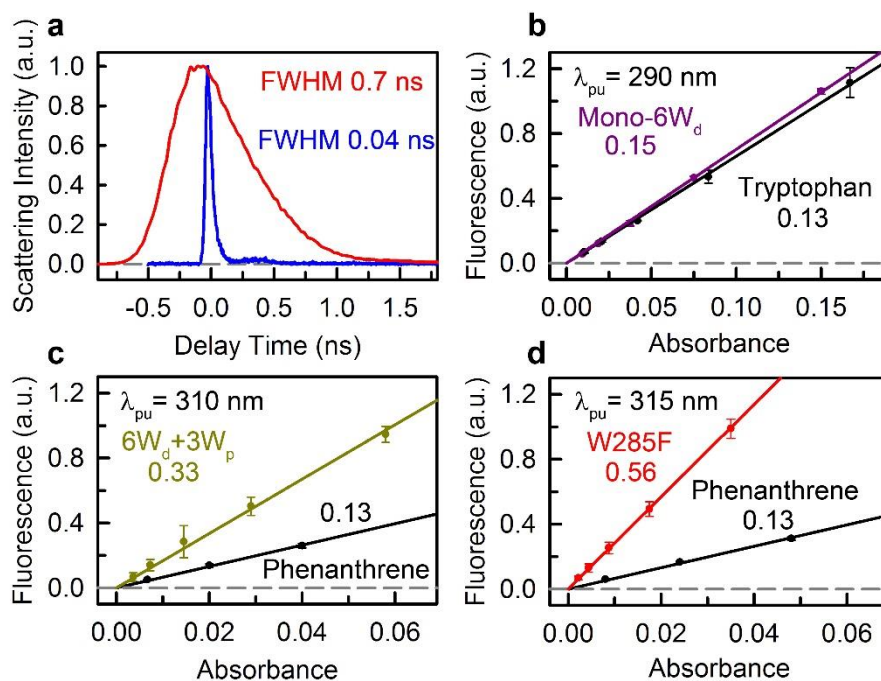 a
Scattering Intensity (a.u.)
1.0
0.8
0.6
0.4
0.2
0.0
FWHM 0.7 ns
FWHM 0.04 ns
-0.5 0.0 0.5 1.0 1.5
Delay Time (ns)
b
Fluorescence (a.u.)
1.2
0.8
0.4
0.0
λpu = 290 nm
Mono-6Wd
0.15
Tryptophan
0.13
0.00 0.05 0.10 0.15
Absorbance
c
Fluorescence (a.u.)
1.2
0.8
0.4
0.0
λpu = 310 nm
6Wd+3Wp
0.33
0.13
Phenanthrene
0.00 0.02 0.04 0.06
Absorbance
d
Fluorescence (a.u.)
1.2
0.8
0.4
0.0
λpu = 315 nm
W285F
0.56
Phenanthrene
0.13
0.00 0.02 0.04 0.06
Absorbance